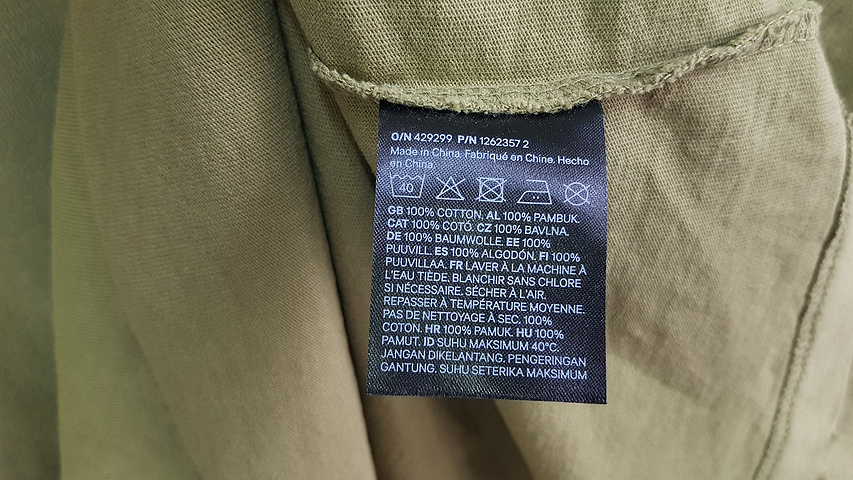 O/N 429299 P/N 1262357 2
Made in China. Fabriqué en Chine. Hecho
en China.
40
GB 100% COTTON. AL 100% PAMBUK.
CAT 100% COTÓ. CZ 100% BAVLNA.
DE 100% BAUMWOLLE. EE 100%
PUUVILL. ES 100% ALGODÓN. FI 100%
PUUVILLAA. FR LAVER À LA MACHINE À
L'EAU TIÈDE. BLANCHIR SANS CHLORE
SI NÉCESSAIRE. SÉCHER À L'AIR.
REPASSER À TEMPÉRATURE MOYENNE.
PAS DE NETTOYAGE À SEC. 100%
COTON. HR 100% PAMUK. HU 100%
PAMUT. ID SUHU MAKSIMUM 40°C.
JANGAN DIKELANTANG. PENGERINGAN
GANTUNG. SUHU SETERIKA MAKSIMUM